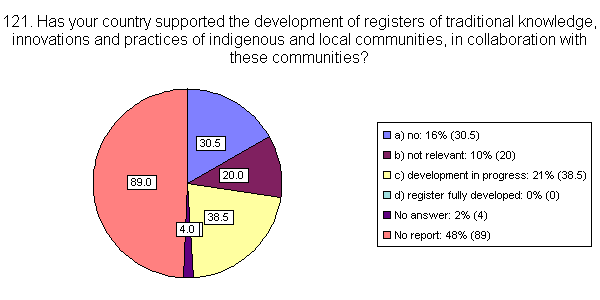 121. Has your country supported the development of registers of traditional knowledge,
innovations and practices of indigenous and local communities, in collaboration with
these communities?
30.5
20.0
38.5
4.0
89.0
a) no: 16% (30.5)
b) not relevant: 10% (20)
c) development in progress: 21% (38.5)
d) register fully developed: 0% (0)
No answer: 2% (4)
No report: 48% (89)